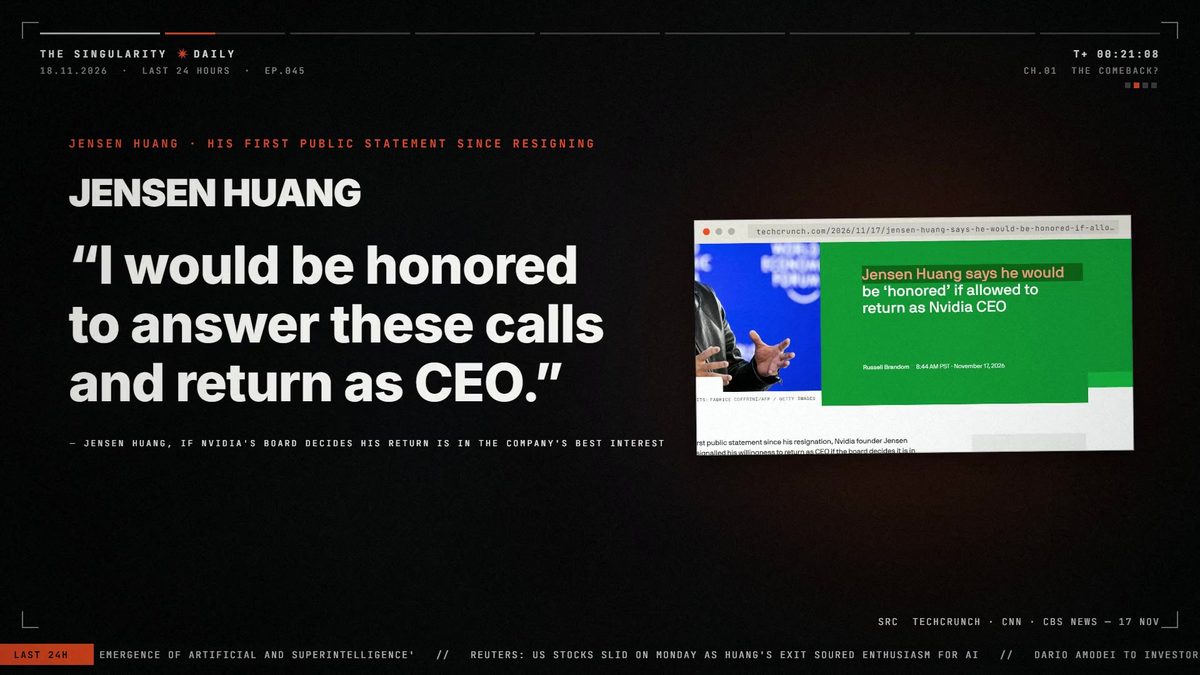 THE SINGULARITY DAILY
18.11.2026 · LAST 24 HOURS · EP.045
T+ 00:21:08
CH.01 THE COMEBACK?
JENSEN HUANG · HIS FIRST PUBLIC STATEMENT SINCE RESIGNING
JENSEN HUANG
“I would be honored
to answer these calls
and return as CEO.”
— JENSEN HUANG, IF NVIDIA'S BOARD DECIDES HIS RETURN IS IN THE COMPANY'S BEST INTEREST
techcrunch.com/2026/11/17/jensen-huang-says-he-would-be-honored-if-allo…
WORLD
ECONOMIC
FORUM
Jensen Huang says he would
be ‘honored’ if allowed to
return as Nvidia CEO
Russell Brandom 8:44 AM PST · November 17, 2026
FABRICE COFFRINI/AFP / GETTY IMAGES
public statement since his resignation, Nvidia founder Jensen
signalled his willingness to return as CEO if the board decides it is in
SRC TECHCRUNCH · CNN · CBS NEWS — 17 NOV
LAST 24H EMERGENCE OF ARTIFICIAL AND SUPERINTELLIGENCE' // REUTERS: US STOCKS SLID ON MONDAY AS HUANG'S EXIT SOURED ENTHUSIASM FOR AI // DARIO AMODEI TO INVESTOR